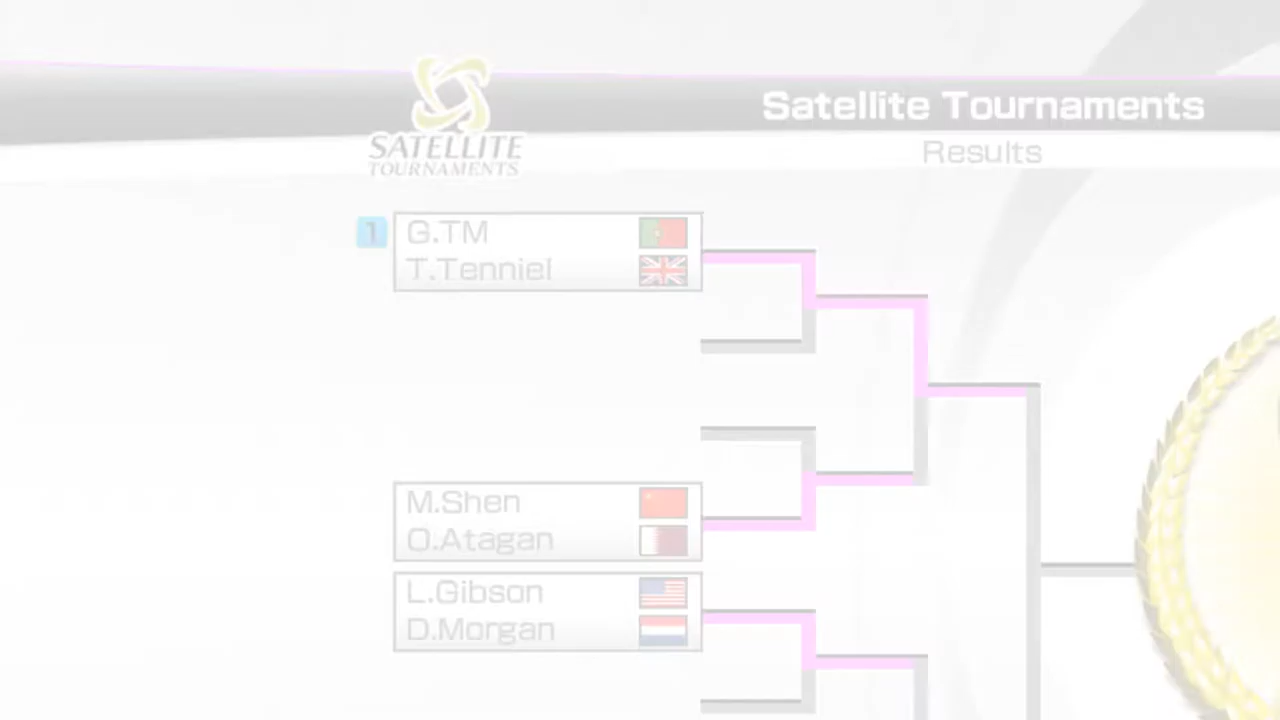 Satellite Tournaments
SATELLITE
TOURNAMENTS
Results
1
G.TM
T.Tenniel
M.Shen
O.Atagan
L.Gibson
D.Morgan